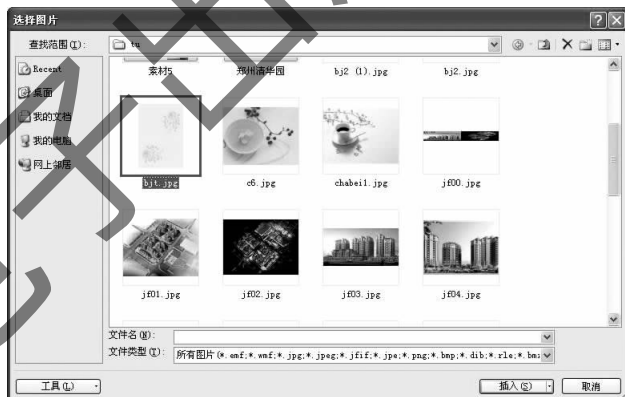 选择图片
查找范围(I):
tu
Recent
桌面
我的文档
我的电脑
网上邻居
素材5
郑州清华园
bj2 (1).jpg
bj2.jpg
bjt.jpg
c6.jpg
chabei1.jpg
jf00.jpg
jf01.jpg
jf02.jpg
jf03.jpg
jf04.jpg
文件名(N):
文件类型(T):
所有图片(*.emf;*.wmf;*.jpg;*.jpeg;*.jfif;*.jpe;*.png;*.bmp;*.dib;*.rle;*.bm
工具(L)
插入(S)
取消